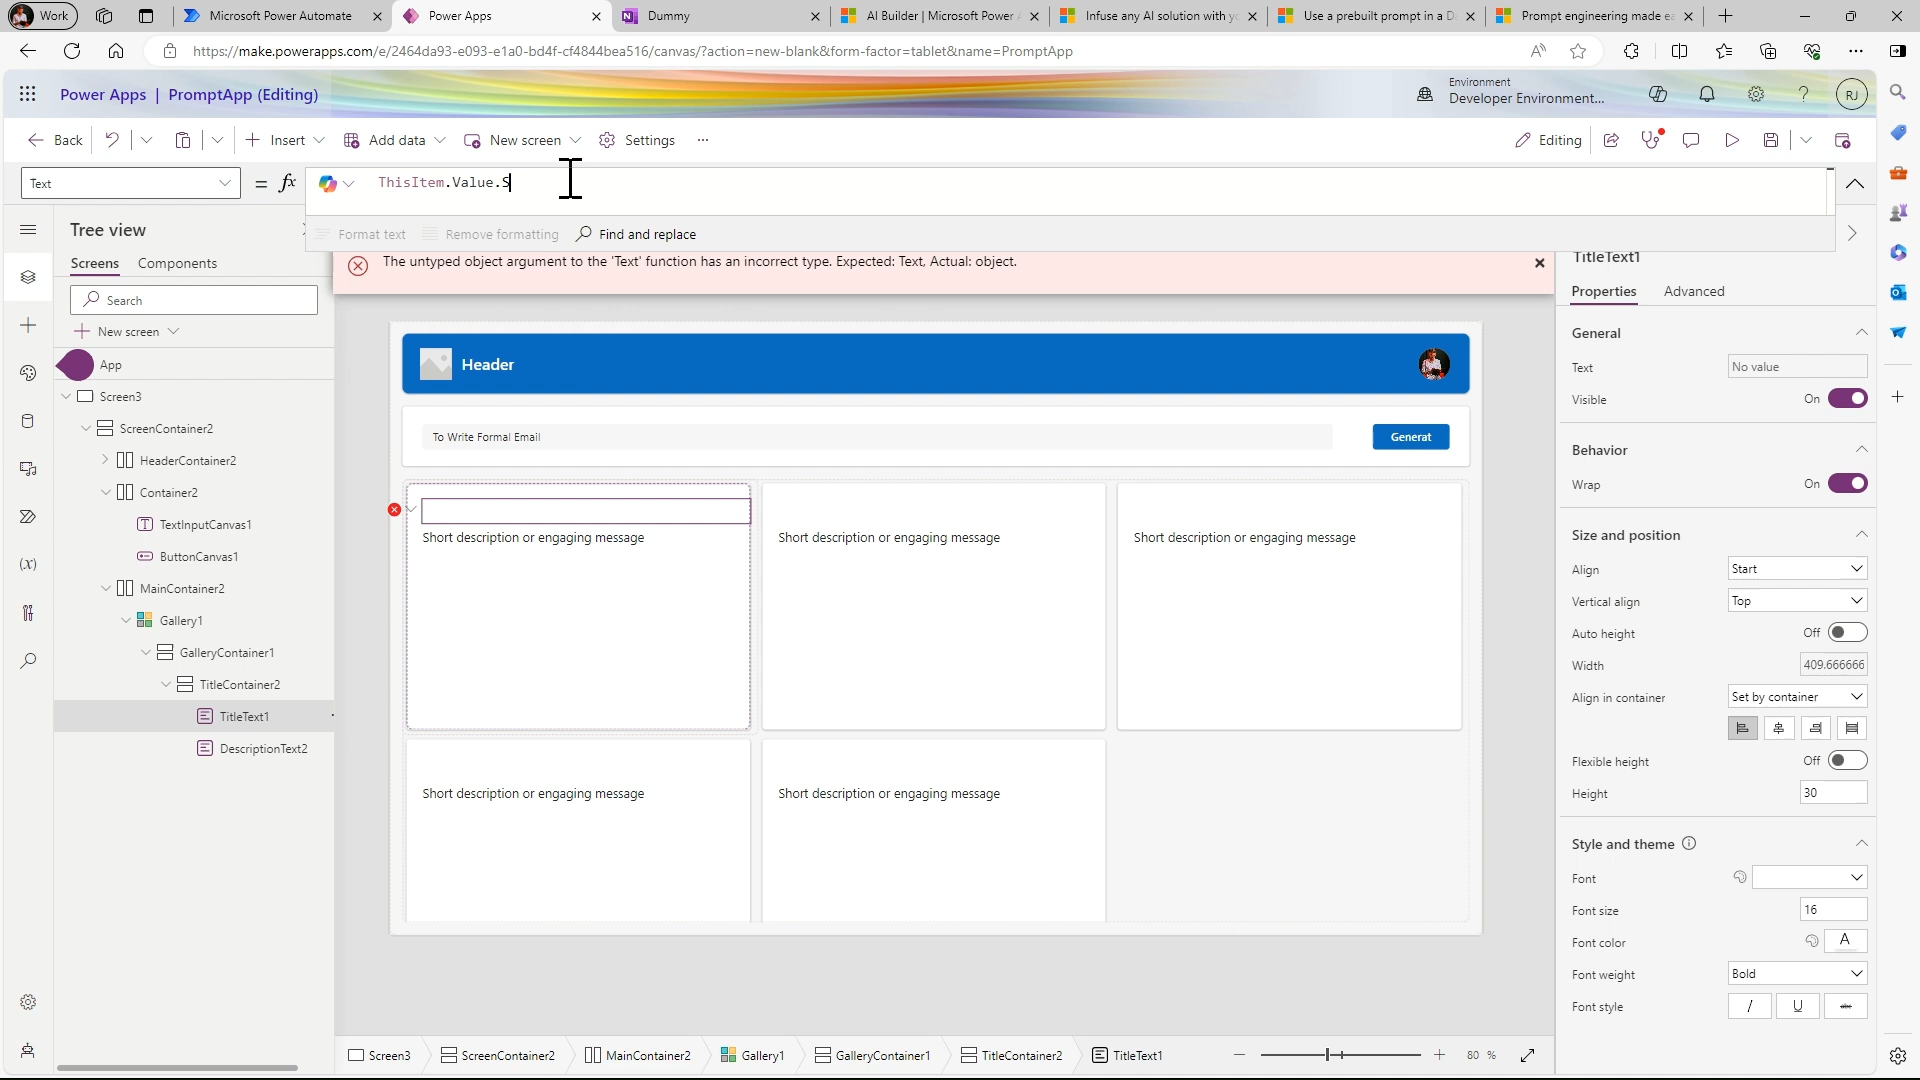 Work
Microsoft Power Automate
Power Apps
Dummy
AI Builder | Microsoft Power A
Infuse any AI solution with yo
Use a prebuilt prompt in a D
Prompt engineering made ea
https://make.powerapps.com/e/2464da93-e093-e1a0-bd4f-cf4844bea516/canvas/?action=new-blank&form-factor=tablet&name=PromptApp
Power Apps | PromptApp (Editing)
Environment
Developer Environment...
RJ
Back
Insert
Add data
New screen
Settings
Editing
Text
= fx
ThisItem.Value.S
Format text
Remove formatting
Find and replace
The untyped object argument to the 'Text' function has an incorrect type. Expected: Text, Actual: object.
Tree view
Screens
Components
Search
New screen
App
Screen3
ScreenContainer2
HeaderContainer2
Container2
TextInputCanvas1
ButtonCanvas1
MainContainer2
Gallery1
GalleryContainer1
TitleContainer2
TitleText1
DescriptionText2
Header
To Write Formal Email
Generat
Short description or engaging message
Short description or engaging message
Short description or engaging message
Short description or engaging message
Short description or engaging message
TitleText1
Properties
Advanced
General
Text
No value
Visible
On
Behavior
Wrap
On
Size and position
Align
Start
Vertical align
Top
Auto height
Off
Width
409.666666
Align in container
Set by container
Flexible height
Off
Height
30
Style and theme
Font
Font size
16
Font color
A
Font weight
Bold
Font style
/
U
abc
Screen3
ScreenContainer2
MainContainer2
Gallery1
GalleryContainer1
TitleContainer2
TitleText1
80 %